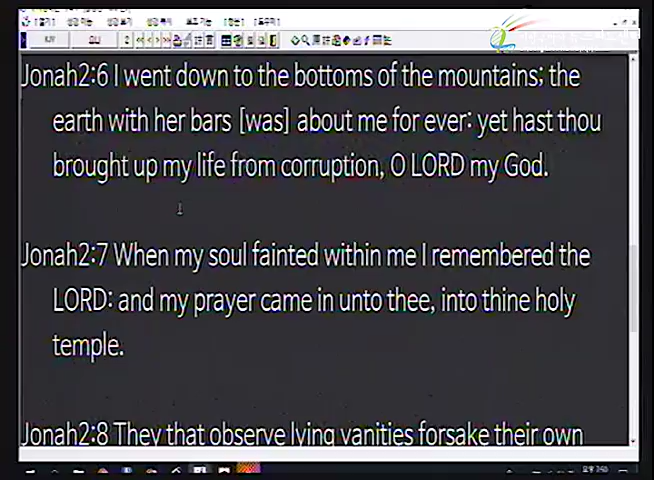 KJV
Jonah2:6 I went down to the bottoms of the mountains; the
earth with her bars [was] about me for ever: yet hast thou
brought up my life from corruption, O LORD my God.
Jonah2:7 When my soul fainted within me I remembered the
LORD: and my prayer came in unto thee, into thine holy
temple.
Jonah2:8 They that observe lying vanities forsake their own